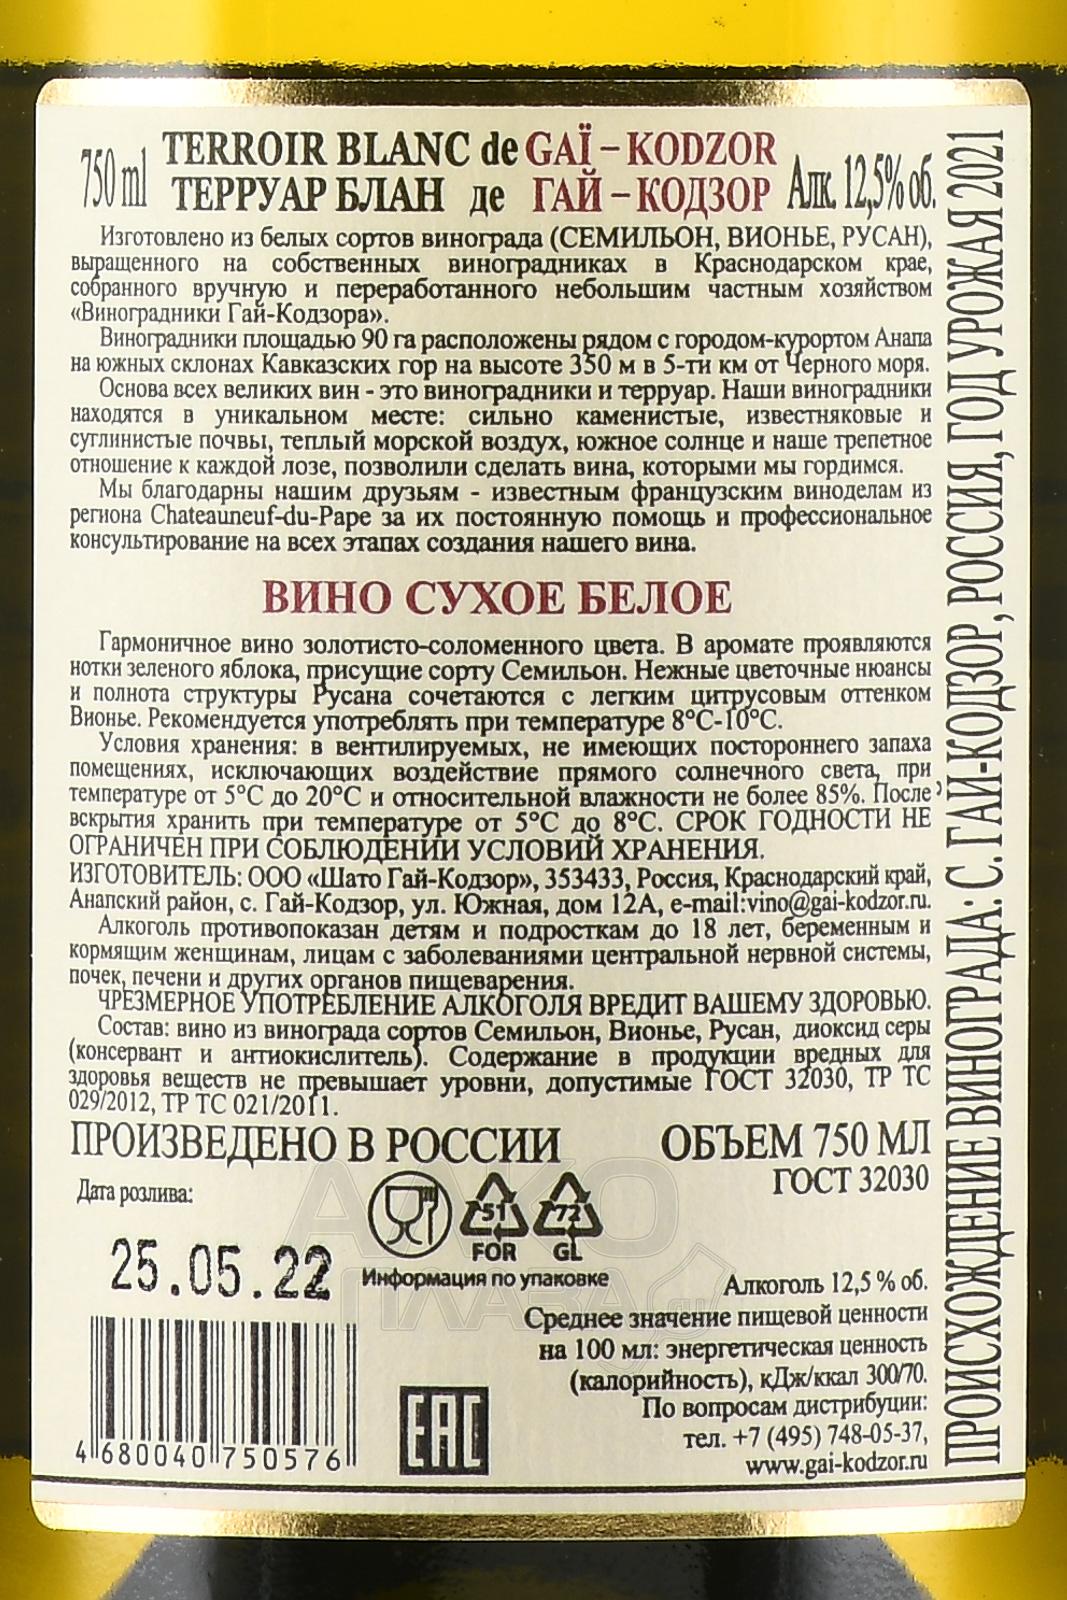 750 ml
TERROIR BLANC de GAÏ – KODZOR
ТЕРРУАР БЛАН де ГАЙ – КОДЗОР
Алк. 12,5% об.
Изготовлено из белых сортов винограда (СЕМИЛЬОН, ВИОНЬЕ, РУСАН),
выращенного на собственных виноградниках в Краснодарском крае,
собранного вручную и переработанного небольшим частным хозяйством
«Виноградники Гай-Кодзора».
Виноградники площадью 90 га расположены рядом с городом-курортом Анапа
на южных склонах Кавказских гор на высоте 350 м в 5-ти км от Черного моря.
Основа всех великих вин - это виноградники и терруар. Наши виноградники
находятся в уникальном месте: сильно каменистые, известняковые и
суглинистые почвы, теплый морской воздух, южное солнце и наше трепетное
отношение к каждой лозе, позволили сделать вина, которыми мы гордимся.
Мы благодарны нашим друзьям - известным французским виноделам из
региона Chateauneuf-du-Pape за их постоянную помощь и профессиональное
консультирование на всех этапах создания нашего вина.
ВИНО СУХОЕ БЕЛОЕ
Гармоничное вино золотисто-соломенного цвета. В аромате проявляются
нотки зеленого яблока, присущие сорту Семильон. Нежные цветочные нюансы
и полнота структуры Русана сочетаются с легким цитрусовым оттенком
Вионье. Рекомендуется употреблять при температуре 8°С-10°С.
Условия хранения: в вентилируемых, не имеющих постороннего запаха
помещениях, исключающих воздействие прямого солнечного света, при
температуре от 5°С до 20°С и относительной влажности не более 85%. После
вскрытия хранить при температуре от 5°С до 8°С. СРОК ГОДНОСТИ НЕ
ОГРАНИЧЕН ПРИ СОБЛЮДЕНИИ УСЛОВИЙ ХРАНЕНИЯ.
ИЗГОТОВИТЕЛЬ: ООО «Шато Гай-Кодзор», 353433, Россия, Краснодарский край,
Анапский район, с. Гай-Кодзор, ул. Южная, дом 12А, e-mail:vino@gai-kodzor.ru.
Алкоголь противопоказан детям и подросткам до 18 лет, беременным и
кормящим женщинам, лицам с заболеваниями центральной нервной системы,
почек, печени и других органов пищеварения.
ЧРЕЗМЕРНОЕ УПОТРЕБЛЕНИЕ АЛКОГОЛЯ ВРЕДИТ ВАШЕМУ ЗДОРОВЬЮ.
Состав: вино из винограда сортов Семильон, Вионье, Русан, диоксид серы
(консервант и антиокислитель). Содержание в продукции вредных для
здоровья веществ не превышает уровни, допустимые ГОСТ 32030, ТР ТС
029/2012, ТР ТС 021/2011.
ПРОИЗВЕДЕНО В РОССИИ
ОБЪЕМ 750 МЛ
ГОСТ 32030
Дата розлива:
25.05.22
51
FOR
72
GL
Информация по упаковке
Алкоголь 12,5 % об.
Среднее значение пищевой ценности
на 100 мл: энергетическая ценность
(калорийность), кДж/ккал 300/70.
По вопросам дистрибуции:
тел. +7 (495) 748-05-37,
www.gai-kodzor.ru
4 680040 750576
EAC
ПРОИСХОЖДЕНИЕ ВИНОГРАДА: С. ГАЙ-КОДЗОР, РОССИЯ, ГОД УРОЖАЯ 2021
АЛКО
ПЛАЗА
.ru